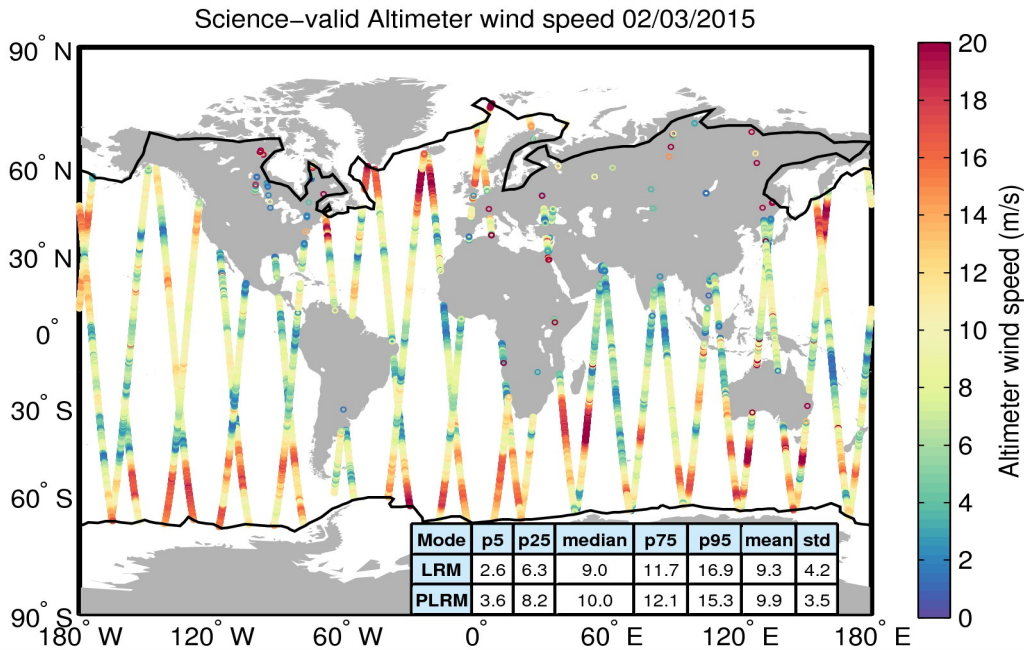 Science−valid Altimeter wind speed 02/03/2015
90° N
60° N
30° N
0°
30° S
60° S
90° S
180° W 120° W 60° W 0° 60° E 120° E 180° E
Mode p5 p25 median p75 p95 mean std
LRM 2.6 6.3 9.0 11.7 16.9 9.3 4.2
PLRM 3.6 8.2 10.0 12.1 15.3 9.9 3.5
20
18
16
14
12
10
8
6
4
2
0
Altimeter wind speed (m/s)